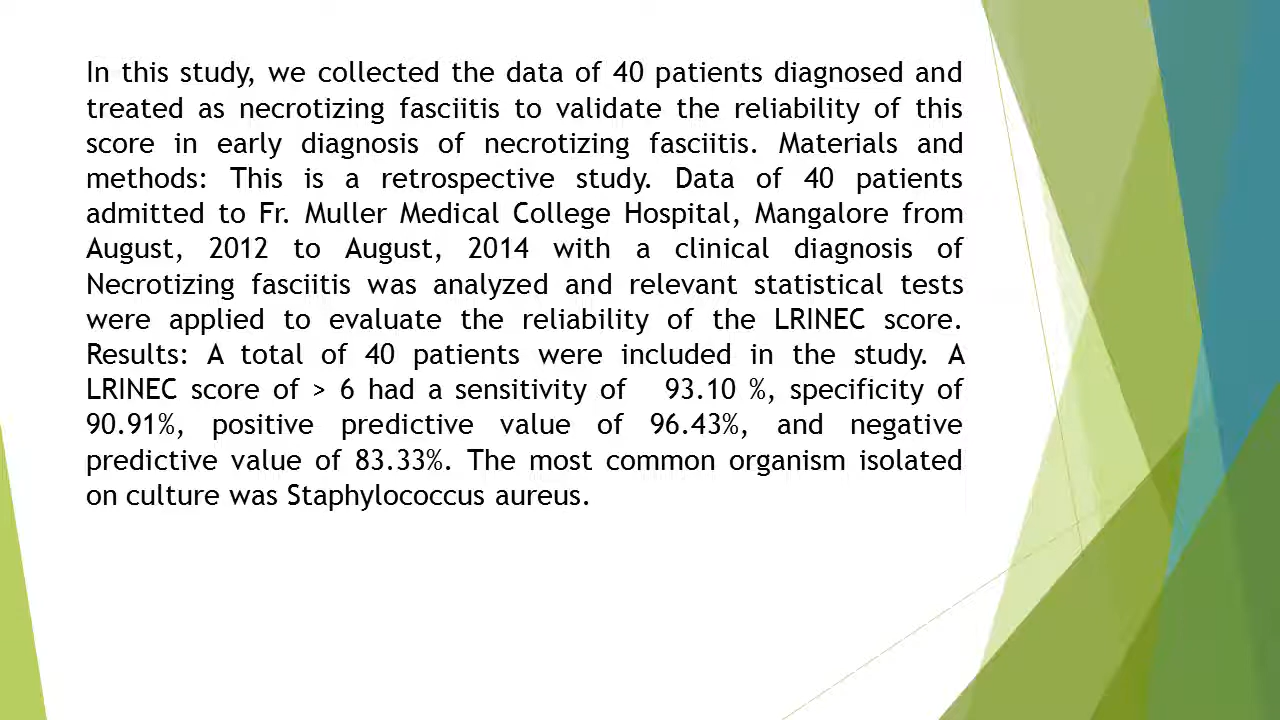 In this study, we collected the data of 40 patients diagnosed and
treated as necrotizing fasciitis to validate the reliability of this
score in early diagnosis of necrotizing fasciitis. Materials and
methods: This is a retrospective study. Data of 40 patients
admitted to Fr. Muller Medical College Hospital, Mangalore from
August, 2012 to August, 2014 with a clinical diagnosis of
Necrotizing fasciitis was analyzed and relevant statistical tests
were applied to evaluate the reliability of the LRINEC score.
Results: A total of 40 patients were included in the study. A
LRINEC score of > 6 had a sensitivity of 93.10 %, specificity of
90.91%, positive predictive value of 96.43%, and negative
predictive value of 83.33%. The most common organism isolated
on culture was Staphylococcus aureus.